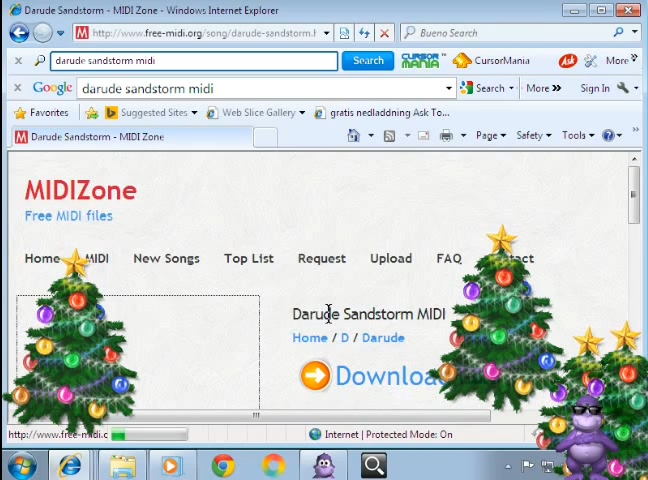 Darude Sandstorm - MIDI Zone - Windows Internet Explorer
http://www.free-midi.org/song/darude-sandstorm.h
Bueno Search
darude sandstorm midi
Search
CURSOR MANIA
CursorMania
Ask
More
Google
darude sandstorm midi
Search
More »
Sign In
Favorites
Suggested Sites
Web Slice Gallery
gratis nedladdning Ask To...
Darude Sandstorm - MIDI Zone
Page
Safety
Tools
MIDIZone
Free MIDI files
Home
MIDI
New Songs
Top List
Request
Upload
FAQ
Darude Sandstorm MIDI
Home / D / Darude
Download
http://www.free-midi.c
Internet | Protected Mode: On